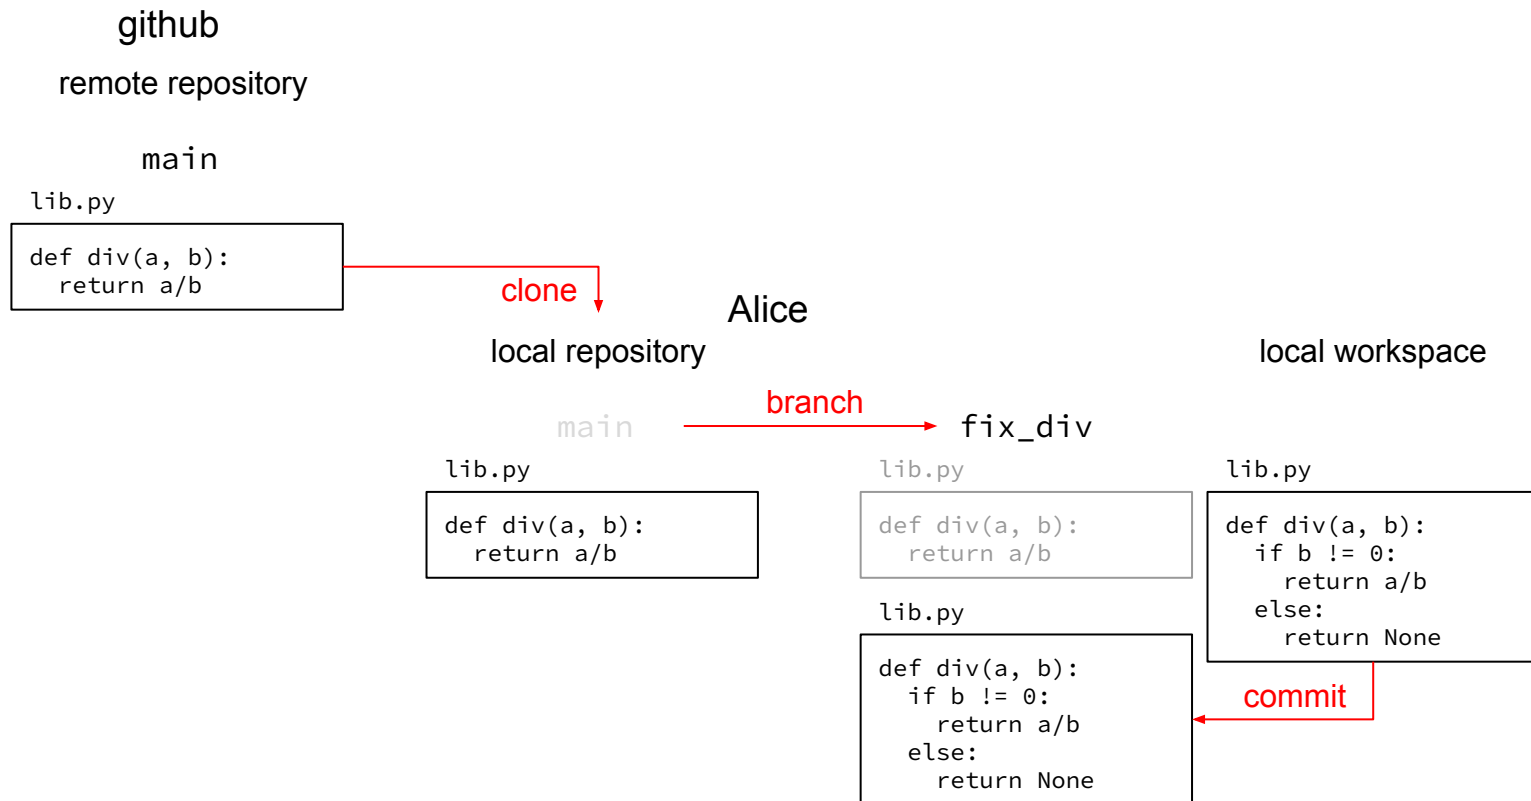 github
remote repository
main
lib.py
def div(a, b):
  return a/b
clone
Alice
local repository
local workspace
branch
main
fix_div
lib.py
def div(a, b):
  return a/b
lib.py
def div(a, b):
  return a/b
lib.py
def div(a, b):
  if b != 0:
    return a/b
  else:
    return None
lib.py
def div(a, b):
  if b != 0:
    return a/b
  else:
    return None
commit